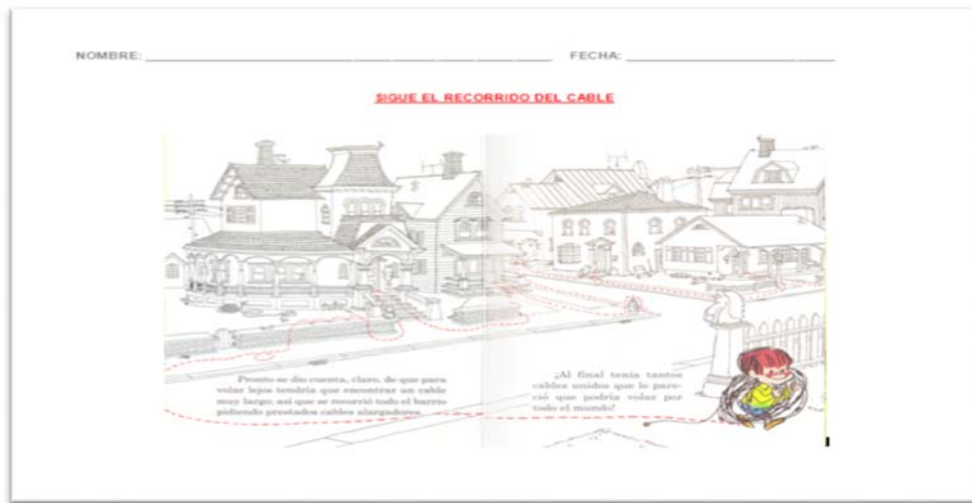 NOMBRE: FECHA:
SIGUE EL RECORRIDO DEL CABLE
Pronto se dio cuenta, claro, de que para
volar lejos tendría que encontrar un cable
muy largo; así que se recorrió todo el barrio
pidiendo prestados cables alargadores.
¡Al final tenía tantos
cables unidos que le pare-
ció que podría volar por
todo el mundo!